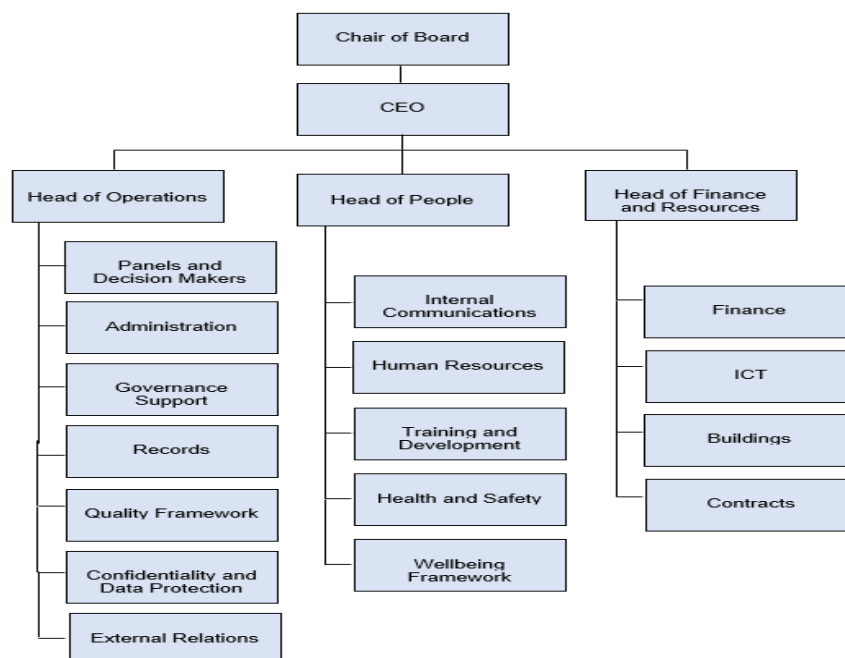 Chair of Board
CEO
Head of Operations
Head of People
Head of Finance
and Resources
Panels and
Decision Makers
Administration
Governance
Support
Records
Quality Framework
Confidentiality and
Data Protection
External Relations
Internal
Communications
Human Resources
Training and
Development
Health and Safety
Wellbeing
Framework
Finance
ICT
Buildings
Contracts